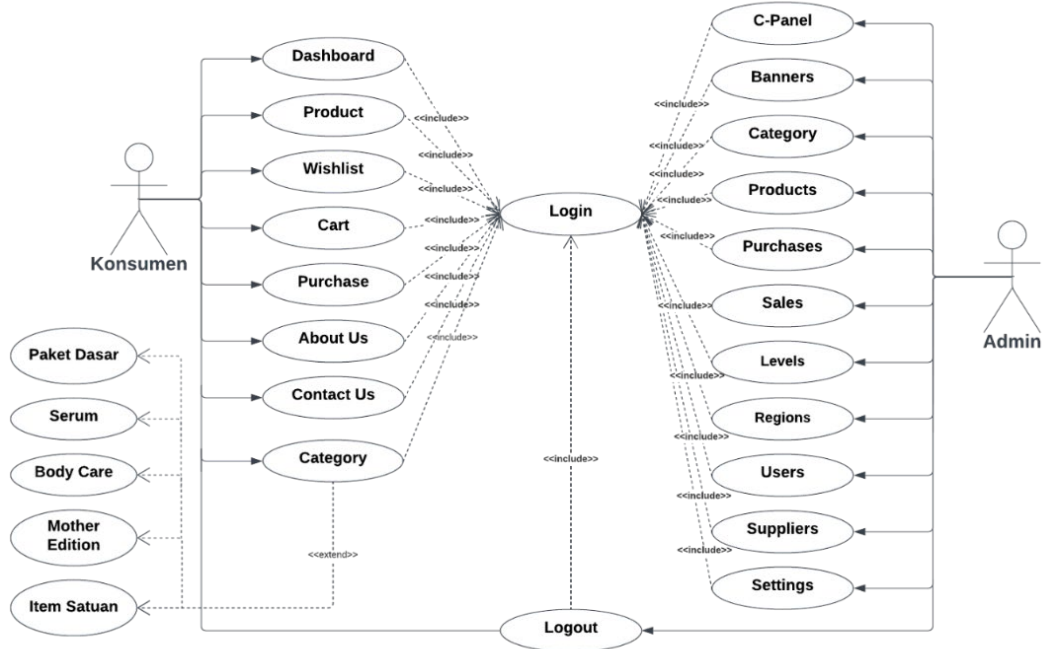 Dashboard
Product
Wishlist
Cart
Purchase
About Us
Contact Us
Category
Konsumen
Paket Dasar
Serum
Body Care
Mother
Edition
Item Satuan
<<extend>>
<<include>>
<<include>>
<<include>>
<<include>>
<<include>>
<<include>>
<<include>>
<<include>>
Login
<<include>>
Logout
<<include>>
<<include>>
<<include>>
<<include>>
<<include>>
<<include>>
<<include>>
<<include>>
<<include>>
<<include>>
C-Panel
Banners
Category
Products
Purchases
Sales
Levels
Regions
Users
Suppliers
Settings
Admin